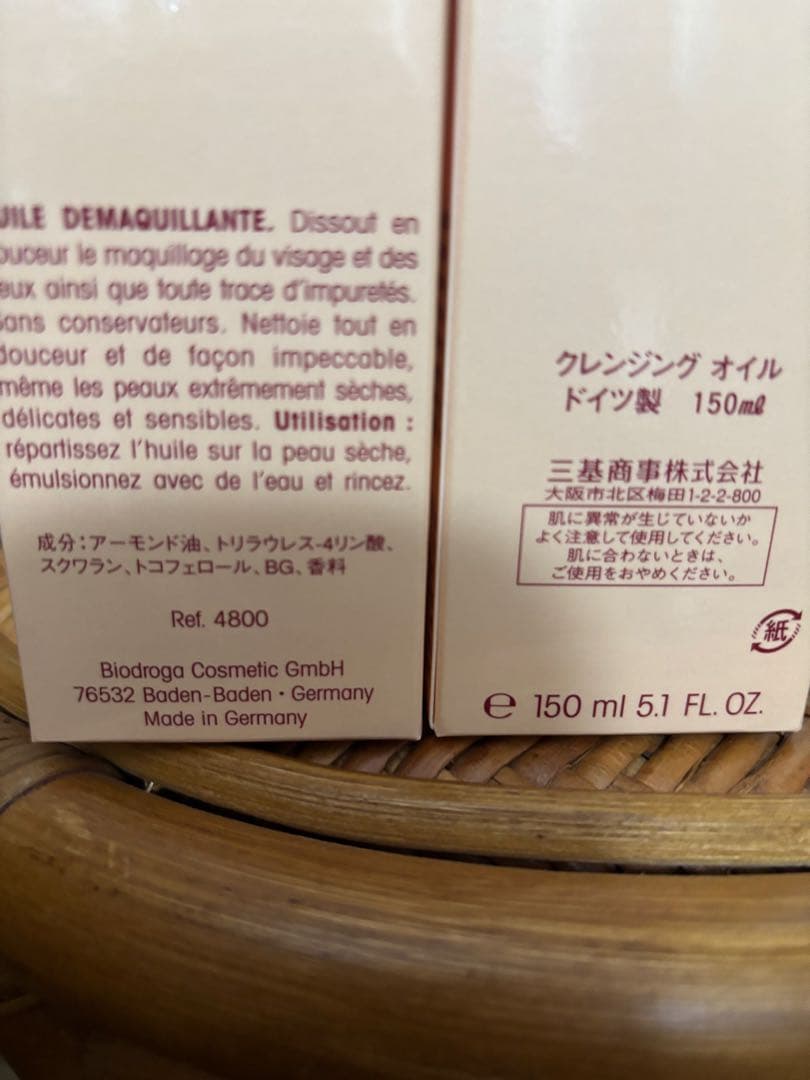 UILE DEMAQUILLANTE. Dissout en
ouceur le maquillage du visage et des
eux ainsi que toute trace d'impuretés.
Sans conservateurs. Nettoie tout en
douceur et de façon impeccable,
même les peaux extrêmement sèches,
délicates et sensibles. Utilisation :
répartissez l'huile sur la peau sèche,
émulsionnez avec de l'eau et rincez.
成分:アーモンド油、トリラウレス-4リン酸、
スクワラン、トコフェロール、BG、香料
Ref. 4800
Biodroga Cosmetic GmbH
76532 Baden-Baden • Germany
Made in Germany
クレンジング オイル
ドイツ製 150ml
三基商事株式会社
大阪市北区梅田1-2-2-800
肌に異常が生じていないか
よく注意して使用してください。
肌に合わないときは、
ご使用をおやめください。
紙
e 150 ml 5.1 FL. OZ.